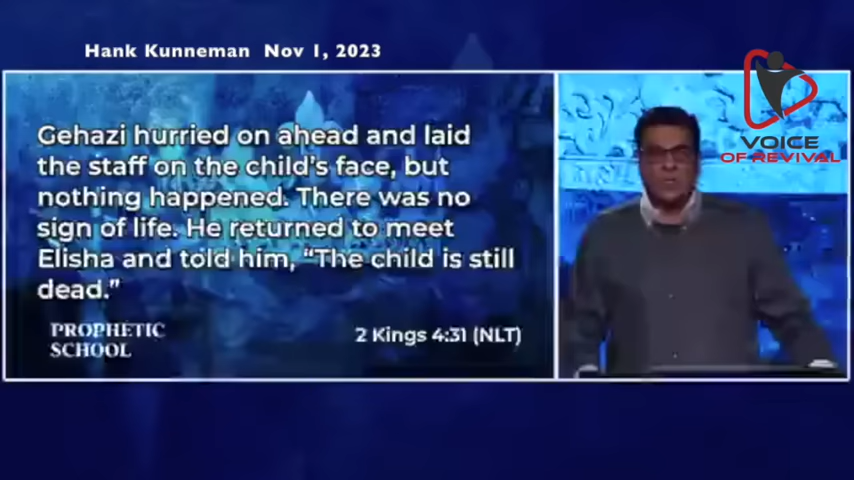 Hank Kunneman Nov 1, 2023
Gehazi hurried on ahead and laid
the staff on the child's face, but
nothing happened. There was no
sign of life. He returned to meet
Elisha and told him, “The child is still
dead.”
PROPHETIC
SCHOOL
2 Kings 4:31 (NLT)
VOICE
OF REVIVAL